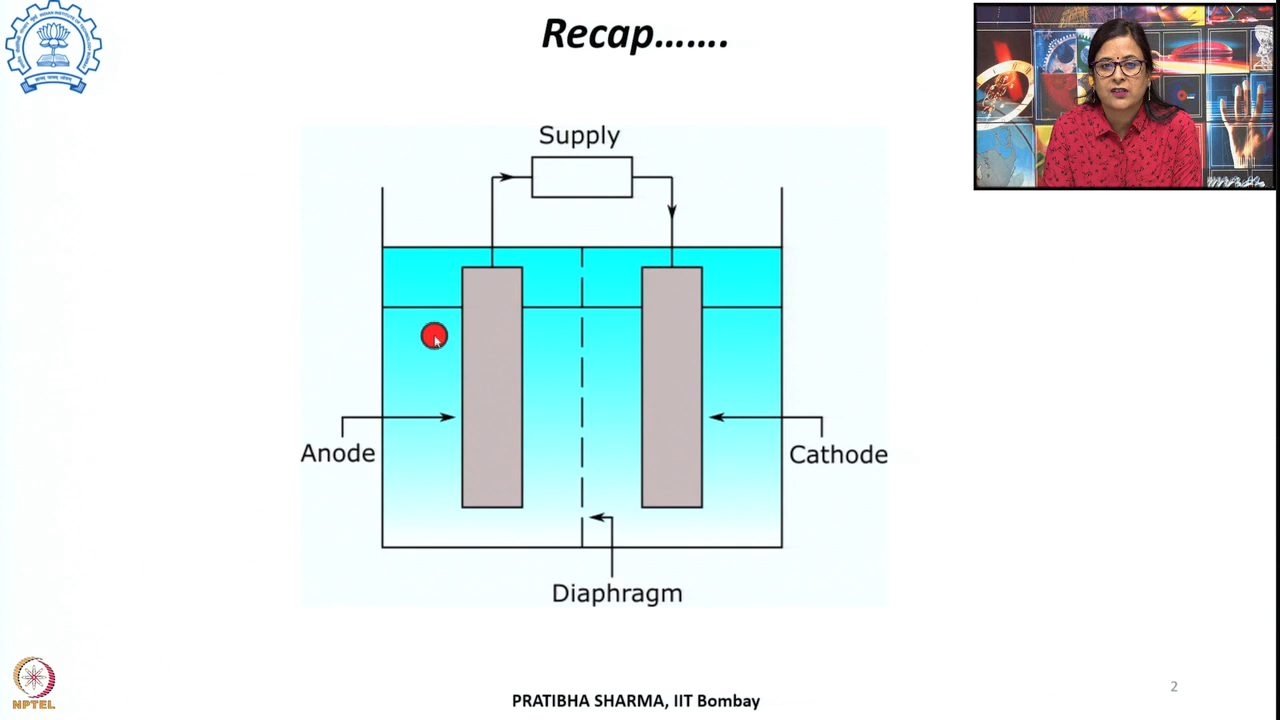 Recap.......
Supply
Anode
Cathode
Diaphragm
NPTEL
PRATIBHA SHARMA, IIT Bombay
2